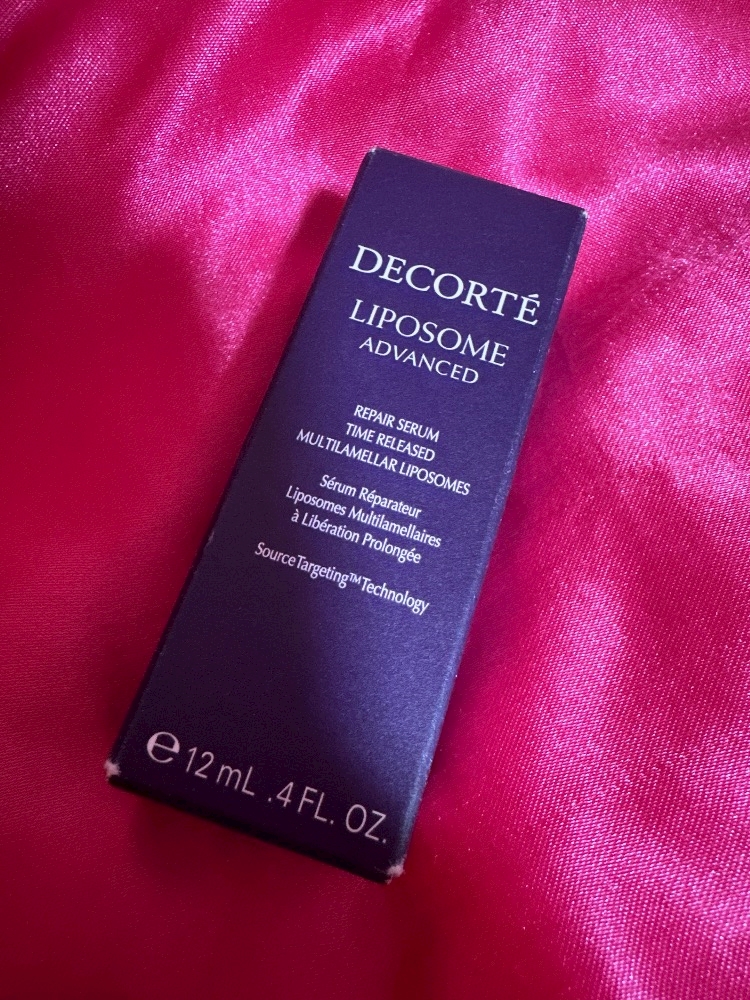 DECORTÉ
LIPOSOME
ADVANCED
REPAIR SERUM
TIME RELEASED
MULTILAMELLAR LIPOSOMES
Sérum Réparateur
Liposomes Multilamellaires
à Libération Prolongée
SourceTargeting™Technology
℮12 mL .4 FL. OZ.